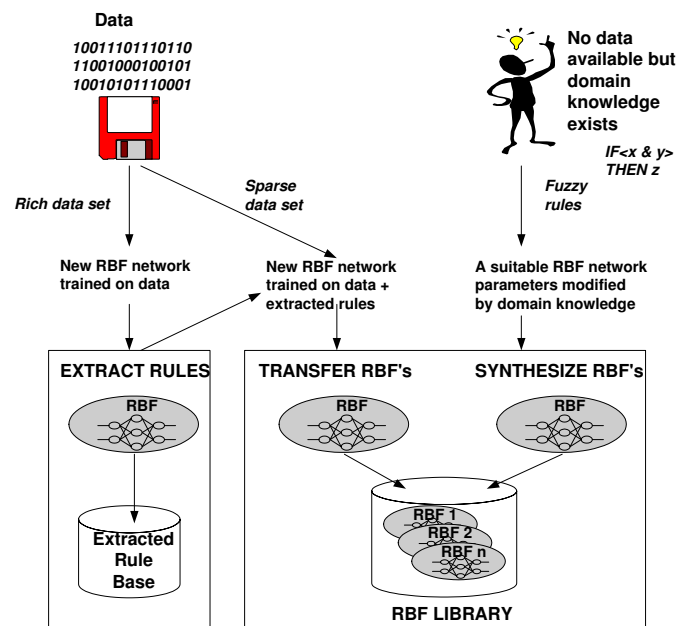 Data
10011101110110
11001000100101
10010101110001
No data
available but
domain
knowledge
exists
IF<x & y>
THEN z
Rich data set
Sparse
data set
Fuzzy
rules
New RBF network
trained on data
New RBF network
trained on data +
extracted rules
A suitable RBF network
parameters modified
by domain knowledge
EXTRACT RULES
TRANSFER RBF's
SYNTHESIZE RBF's
RBF
RBF
RBF
Extracted
Rule
Base
RBF 1
RBF 2
RBF n
RBF LIBRARY